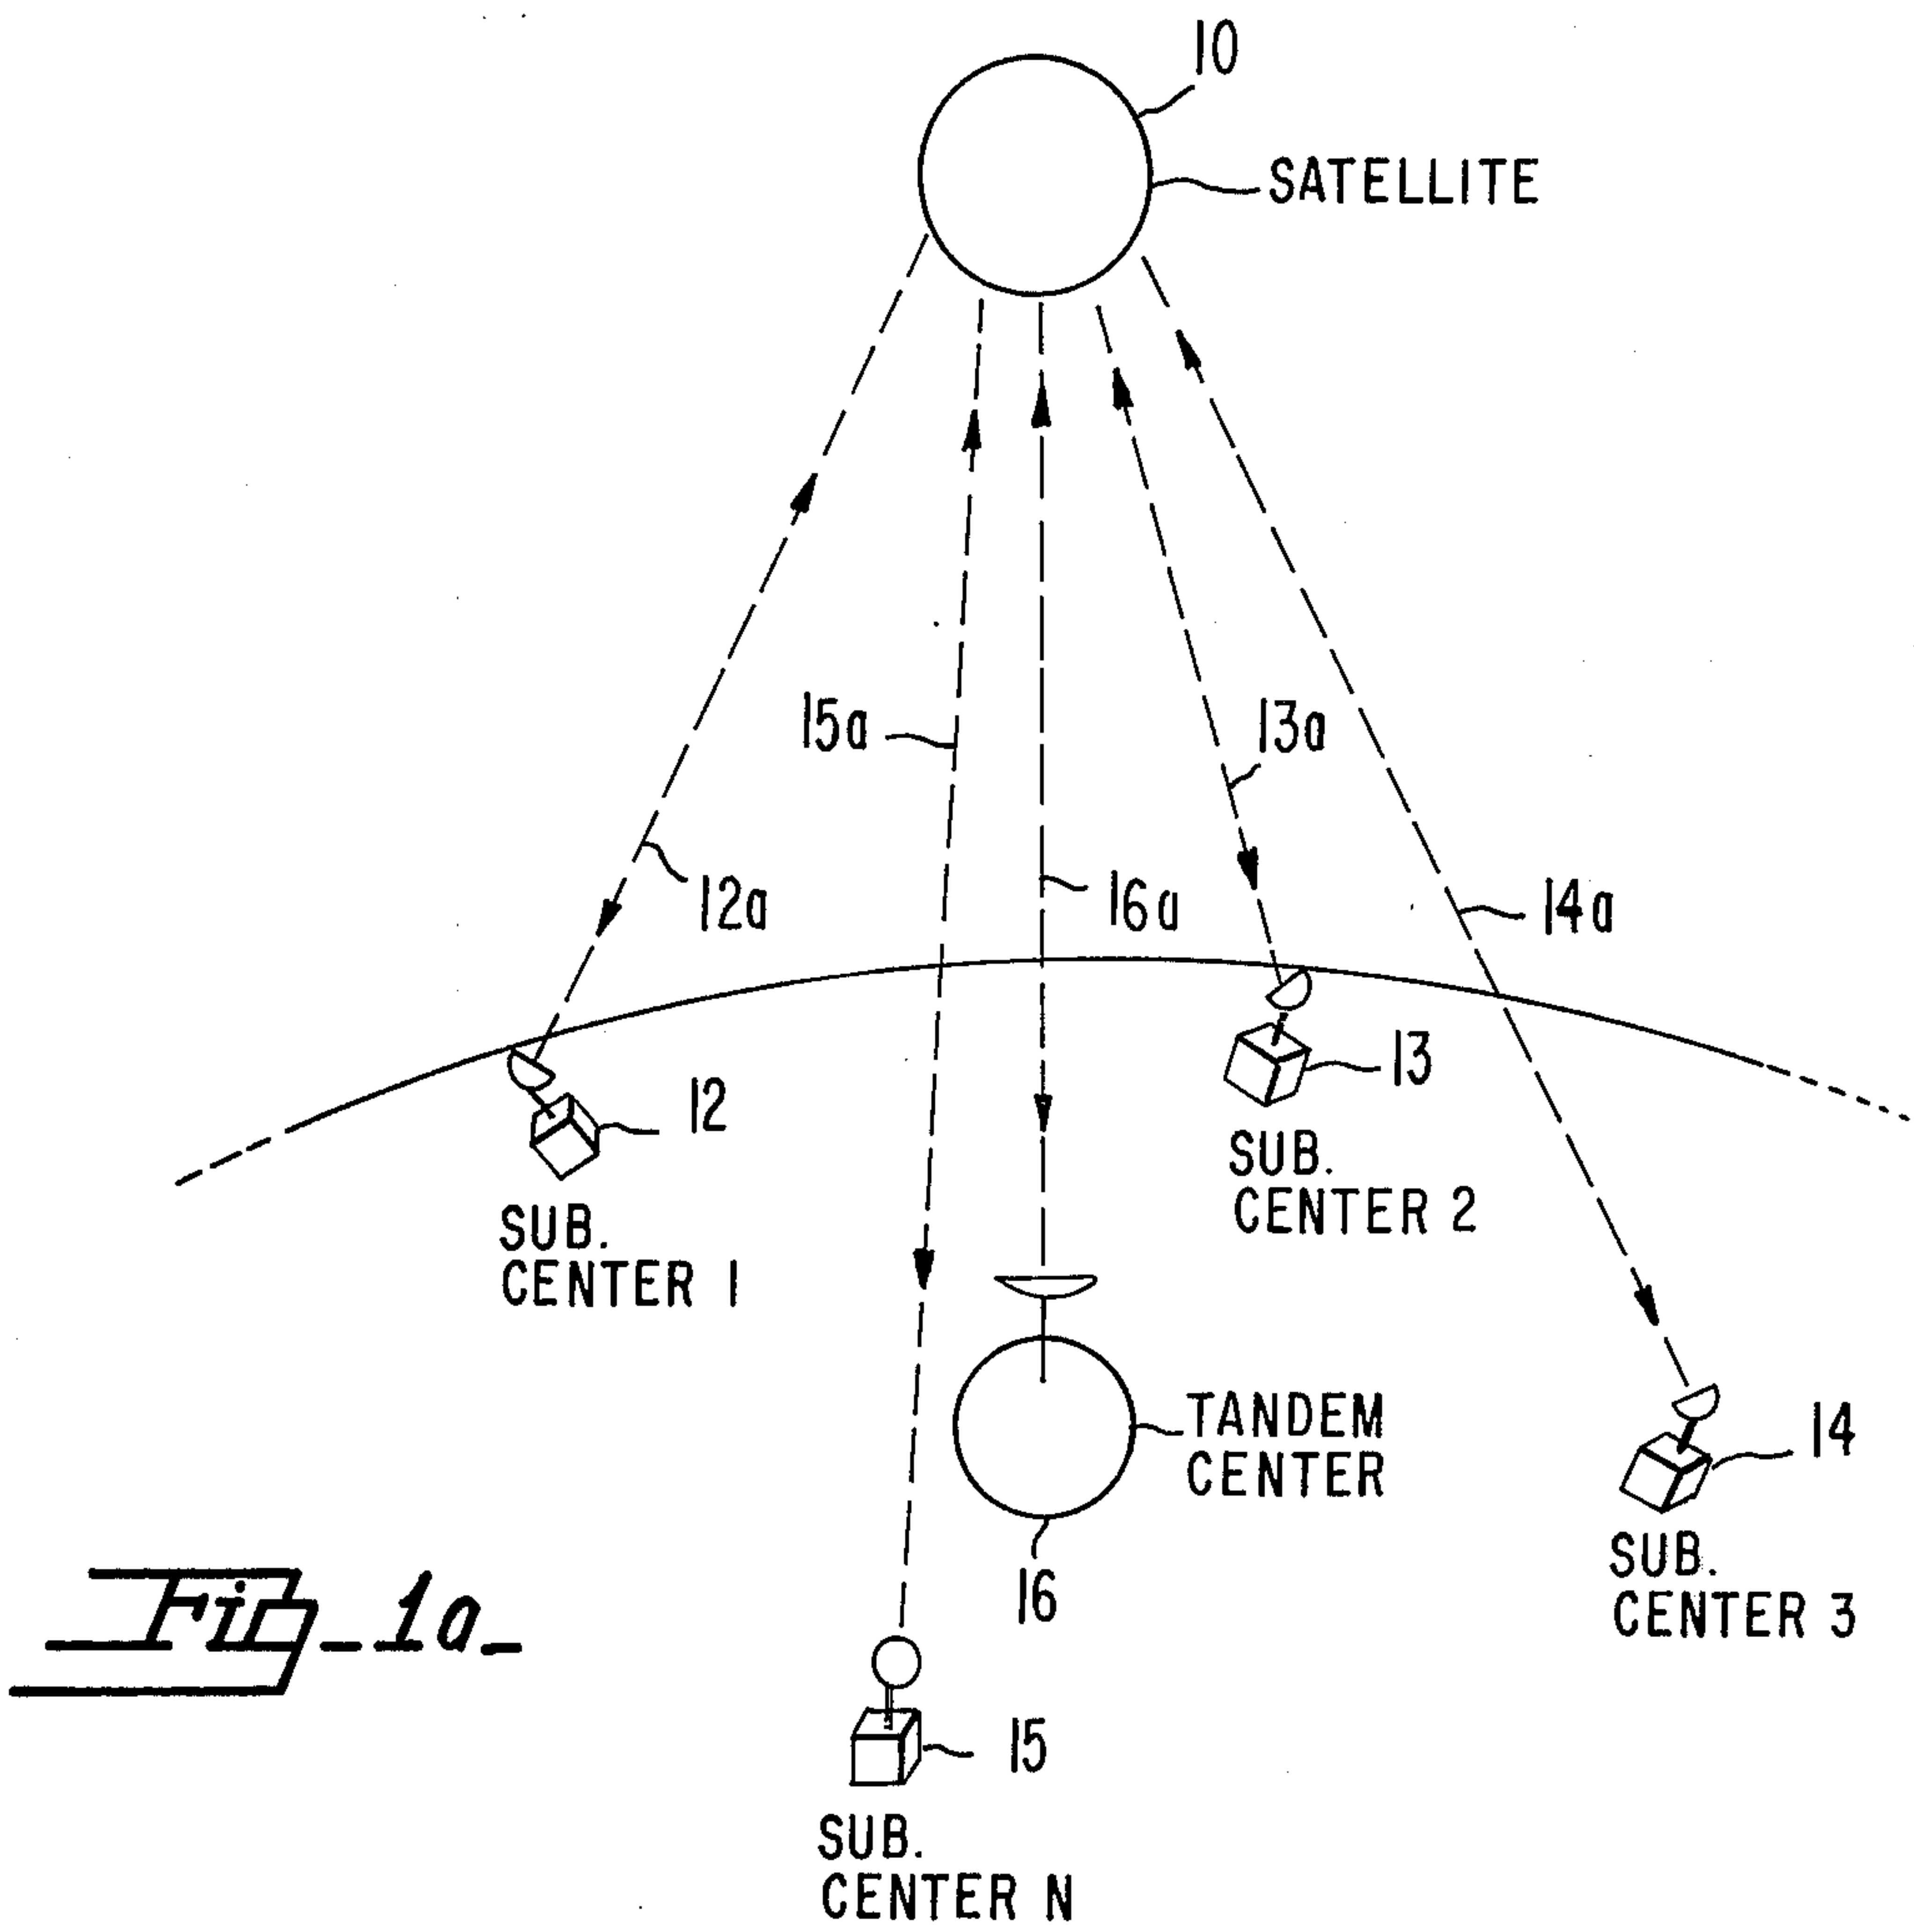 10
SATELLITE
15a
13a
12a
16a
14a
12
13
SUB.
CENTER 2
SUB.
CENTER 1
TANDEM
CENTER
14
SUB.
CENTER 3
16
Fig_1a_
15
SUB.
CENTER N